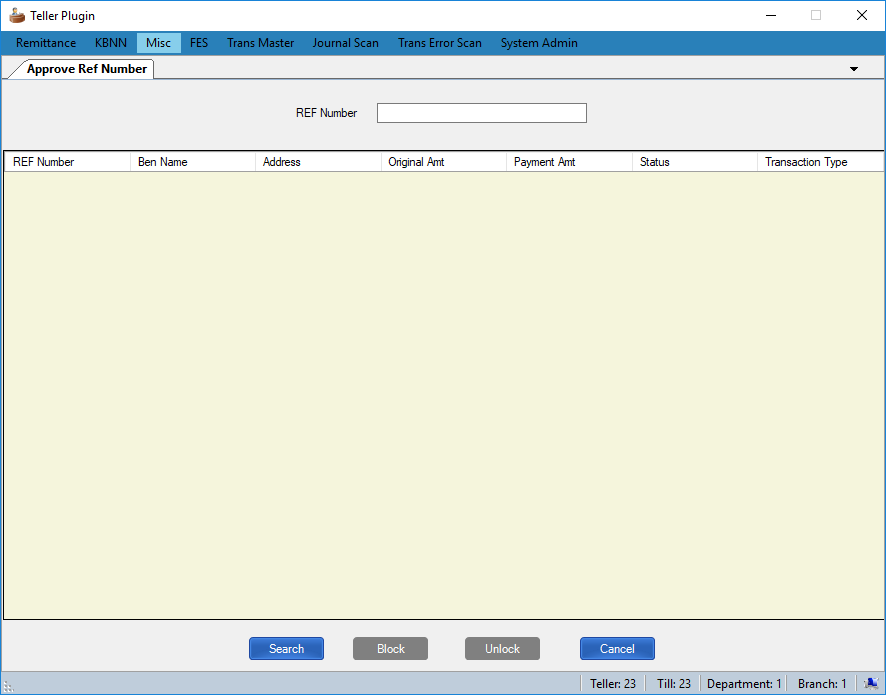 Teller Plugin
Remittance KBNN Misc FES Trans Master Journal Scan Trans Error Scan System Admin
Approve Ref Number
REF Number
REF Number Ben Name Address Original Amt Payment Amt Status Transaction Type
Search Block Unlock Cancel
Teller: 23 Till: 23 Department: 1 Branch: 1